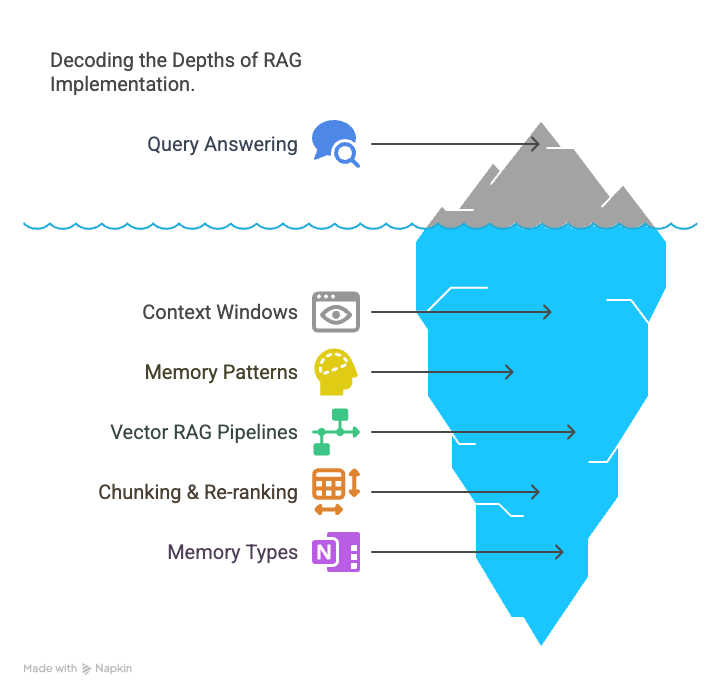 Decoding the Depths of RAG
Implementation.
Query Answering
Context Windows
Memory Patterns
Vector RAG Pipelines
Chunking & Re-ranking
Memory Types
N
Made with Napkin